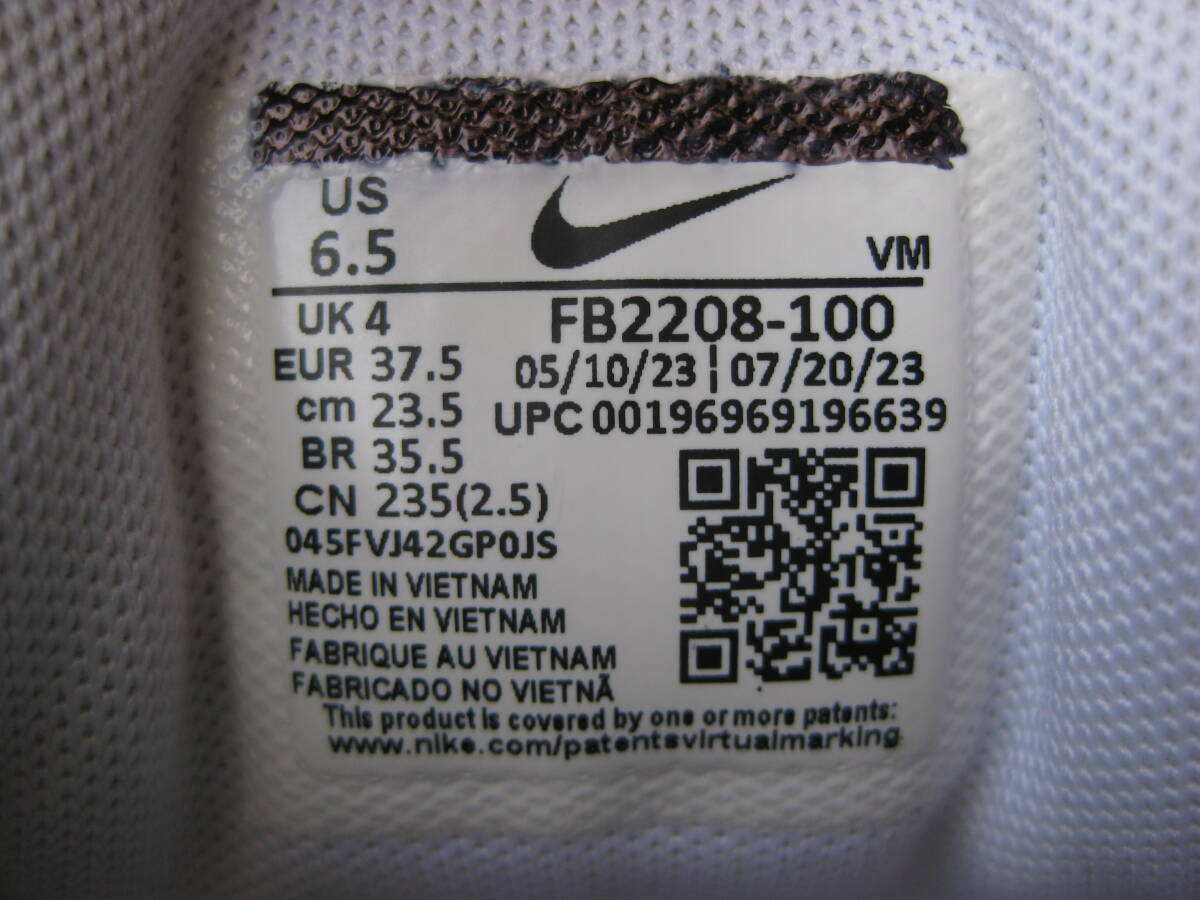 US
6.5
VM
UK 4
FB2208-100
EUR 37.5
05/10/23 | 07/20/23
cm 23.5
UPC 00196969196639
BR 35.5
CN 235(2.5)
045FVJ42GP0JS
MADE IN VIETNAM
HECHO EN VIETNAM
FABRIQUE AU VIETNAM
FABRICADO NO VIETNÃ
This product is covered by one or more patents:
www.nike.com/patentsvirtualmarking